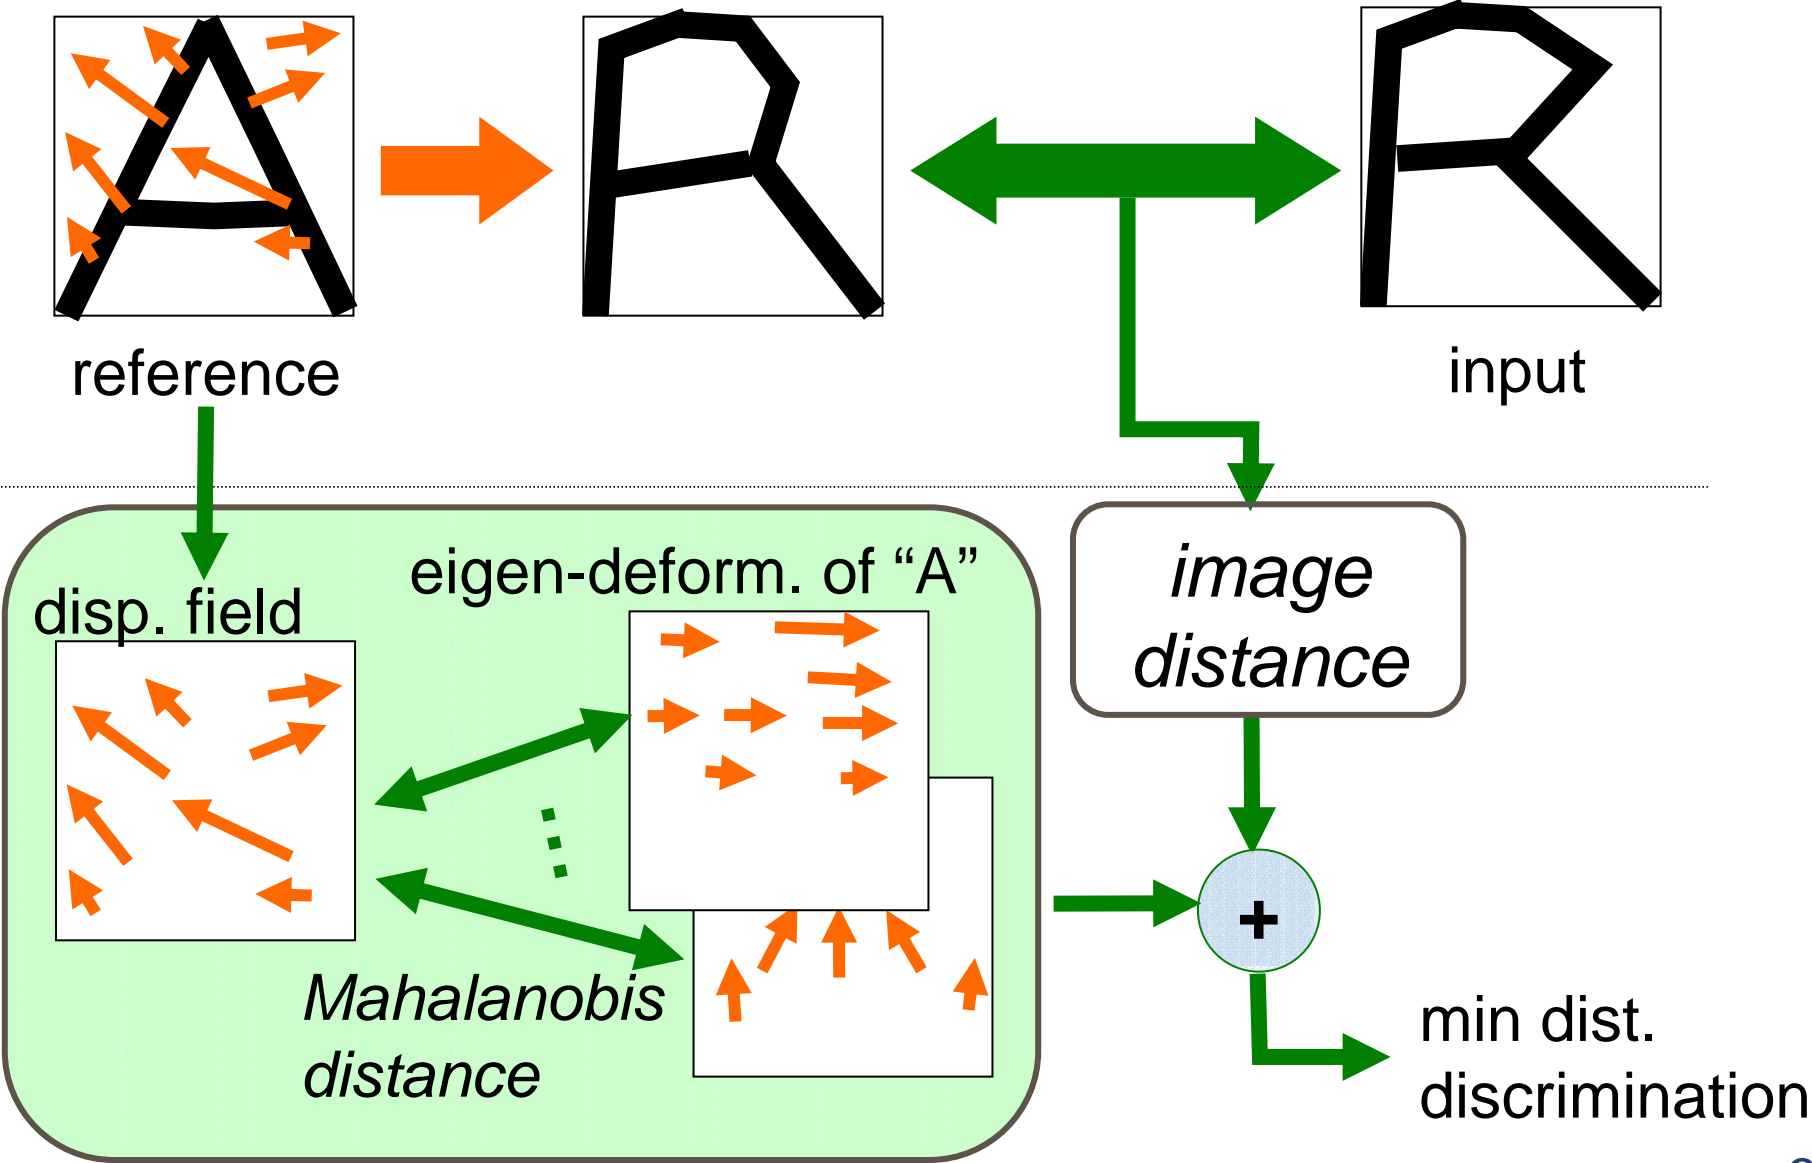 reference
input
eigen-deform. of “A”
disp. field
image
distance
+
Mahalanobis
distance
min dist.
discrimination